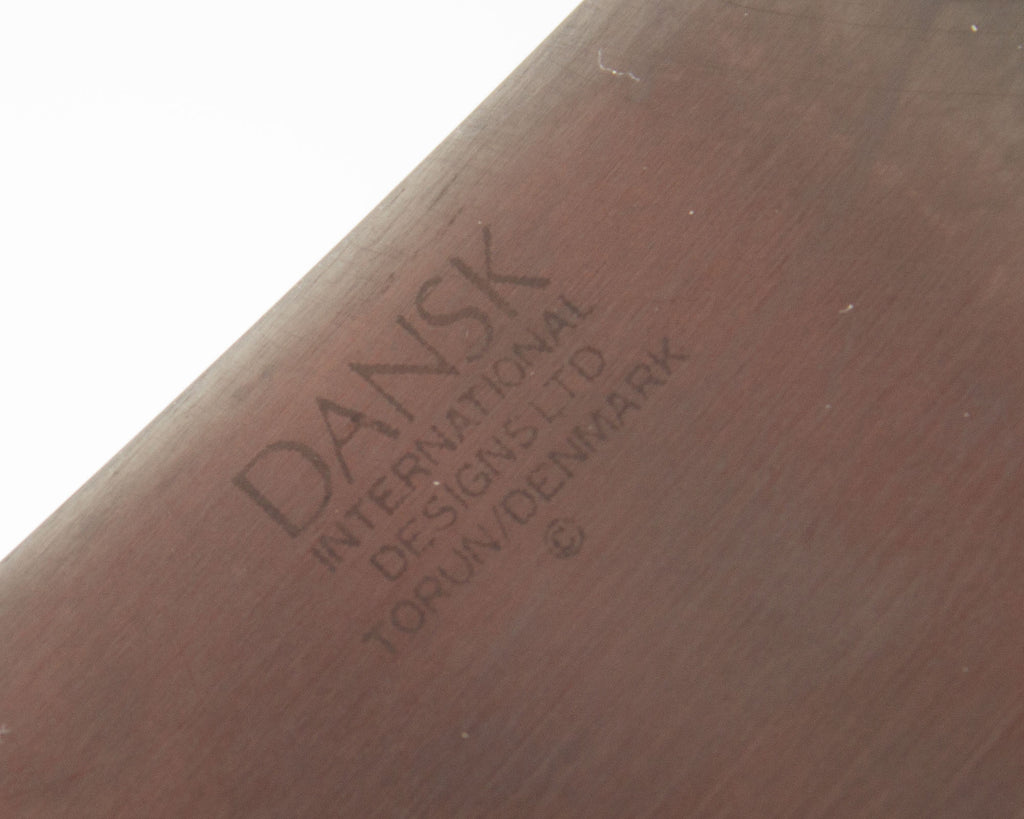 DANSK
INTERNATIONAL
DESIGNS LTD
TORUN/DENMARK
©